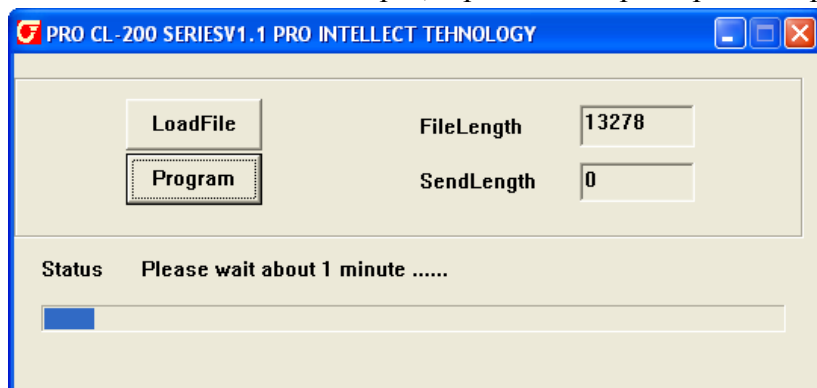 PRO CL-200 SERIESV1.1 PRO INTELLECT TEHNOLOGY
LoadFile
FileLength 13278
Program
SendLength 0
Status Please wait about 1 minute ......